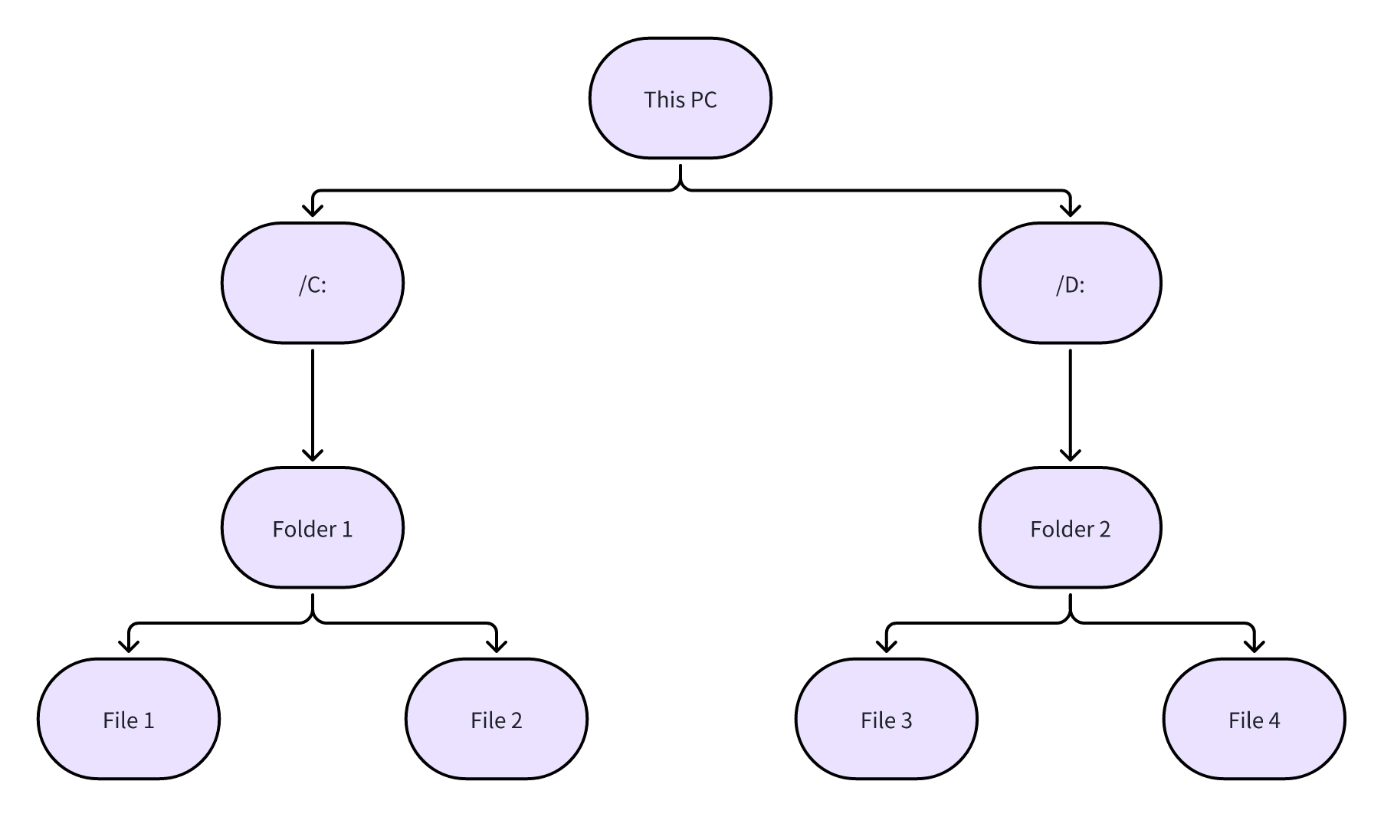 This PC
/C:
/D:
Folder 1
Folder 2
File 1
File 2
File 3
File 4